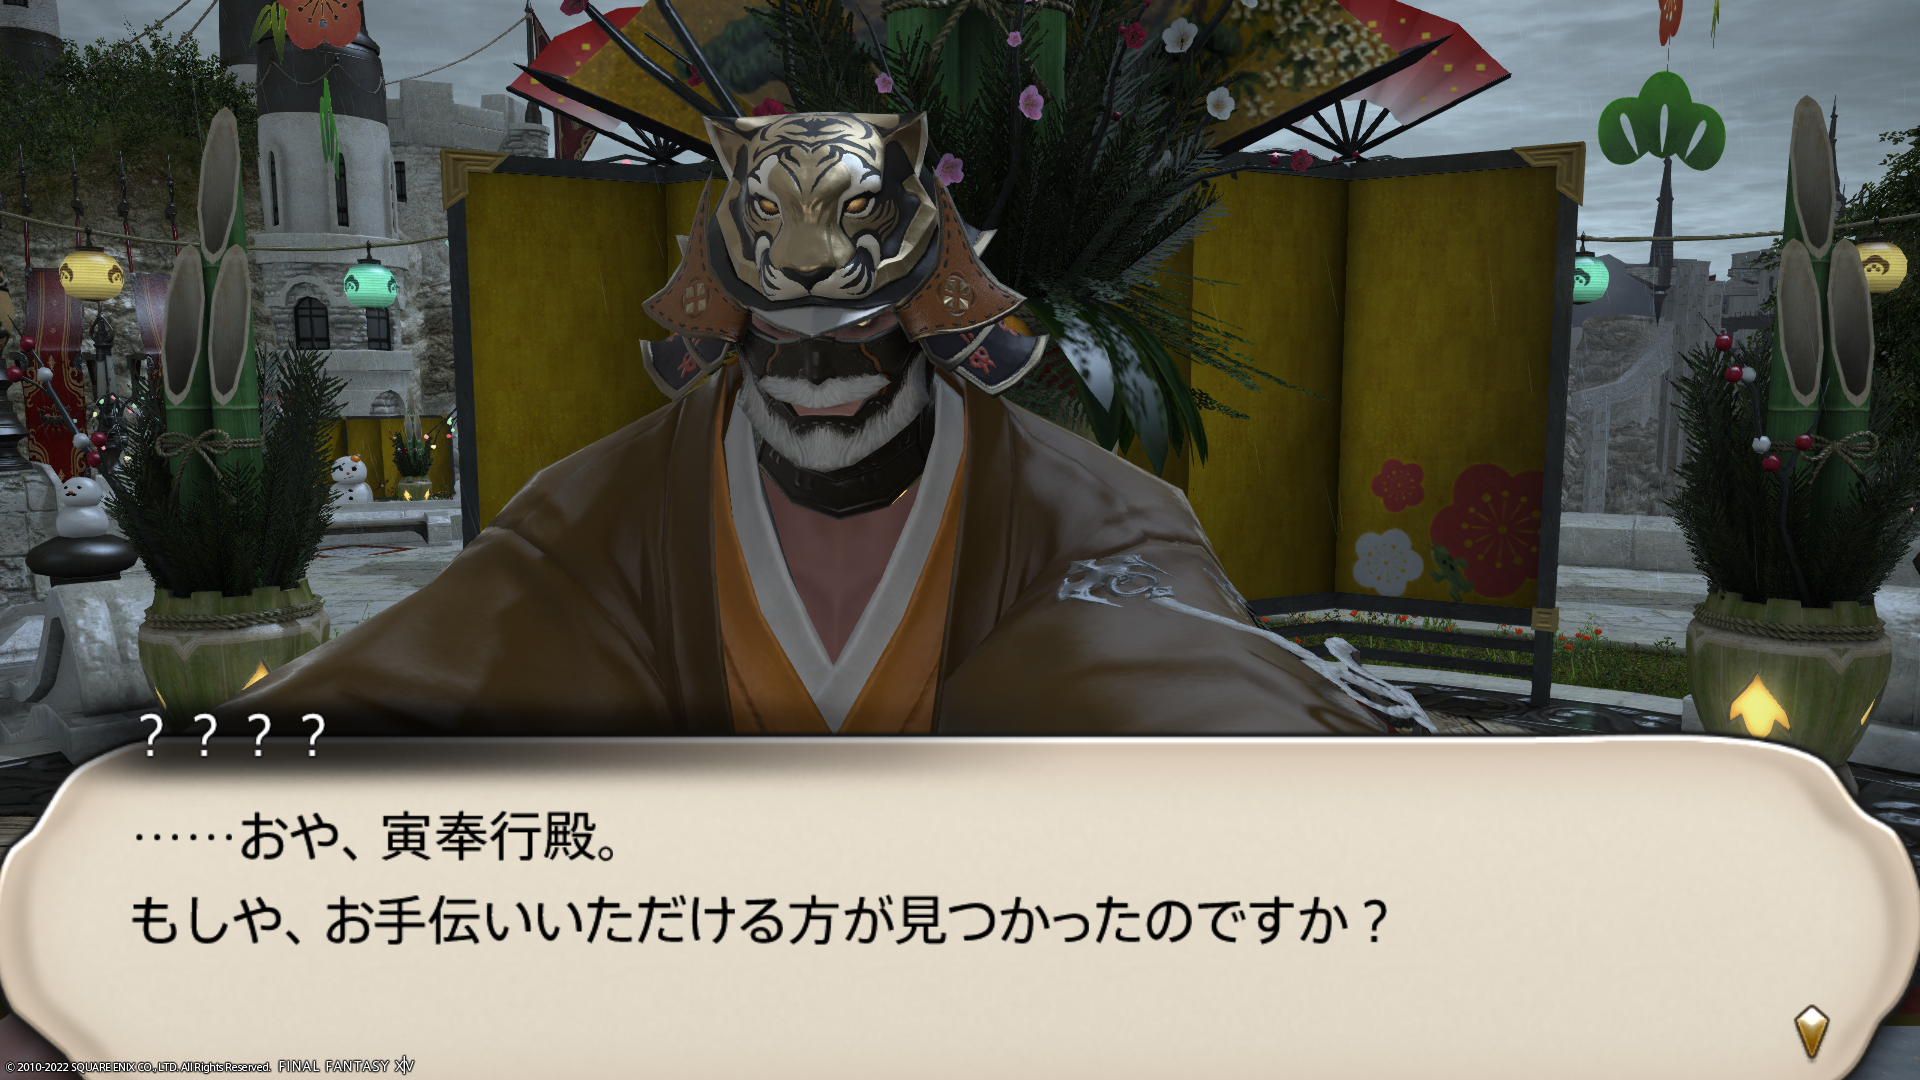 ？？？？
……おや、寅奉行殿。
もしや、お手伝いいただける方が見つかったのですか？
© 2010-2022 SQUARE ENIX CO., LTD. All Rights Reserved. FINAL FANTASY XIV